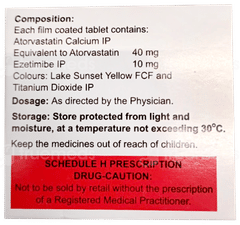 Composition:
Each film coated tablet contains:
Atorvastatin Calcium IP
Equivalent to Atorvastatin 40 mg
Ezetimibe IP 10 mg
Colours: Lake Sunset Yellow FCF and
Titanium Dioxide IP
Dosage: As directed by the Physician.
Storage: Store protected from light and
moisture, at a temperature not exceeding 30°C.
Keep the medicines out of reach of children.
SCHEDULE H PRESCRIPTION
DRUG-CAUTION:
Not to be sold by retail without the prescription
of a Registered Medical Practitioner.